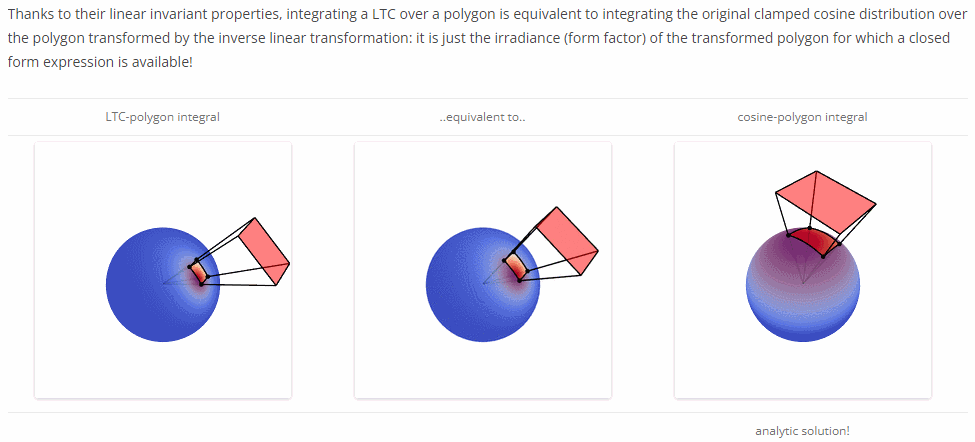 Thanks to their linear invariant properties, integrating a LTC over a polygon is equivalent to integrating the original clamped cosine distribution over
the polygon transformed by the inverse linear transformation: it is just the irradiance (form factor) of the transformed polygon for which a closed
form expression is available!
LTC-polygon integral
..equivalent to..
cosine-polygon integral
analytic solution!